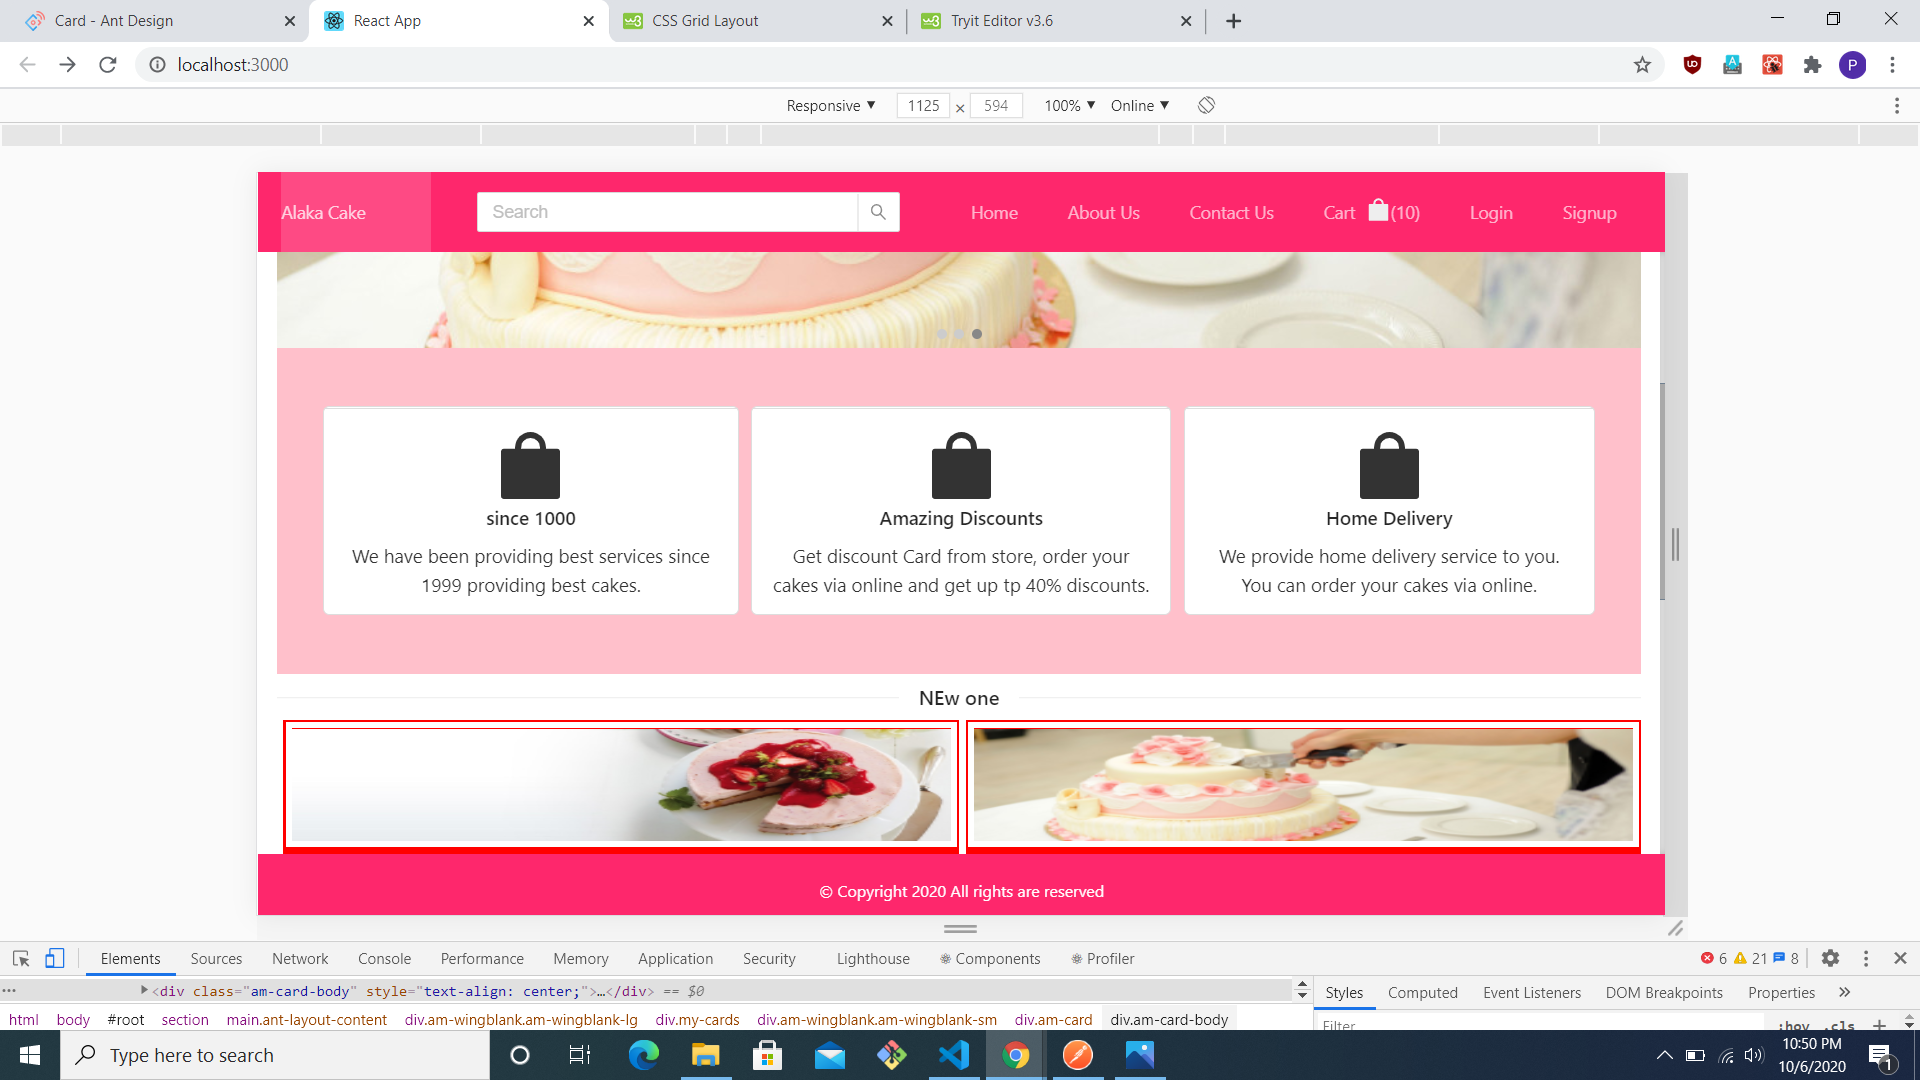 Card - Ant Design
React App
CSS Grid Layout
Tryit Editor v3.6
localhost:3000
P
Responsive ▼ 1125 × 594 100% ▼ Online ▼
Alaka Cake
Search
Home
About Us
Contact Us
Cart (10)
Login
Signup
since 1000
We have been providing best services since
1999 providing best cakes.
Amazing Discounts
Get discount Card from store, order your
cakes via online and get up tp 40% discounts.
Home Delivery
We provide home delivery service to you.
You can order your cakes via online.
NEw one
© Copyright 2020 All rights are reserved
Elements Sources Network Console Performance Memory Application Security Lighthouse Components Profiler 6 21 8
<div class="am-card-body" style="text-align: center;">…</div> == $0
html body #root section main.ant-layout-content div.am-wingblank.am-wingblank-lg div.my-cards div.am-wingblank.am-wingblank-sm div.am-card div.am-card-body
Styles Computed Event Listeners DOM Breakpoints Properties »
Filter :hov .cls +
Type here to search
10:50 PM
10/6/2020
1